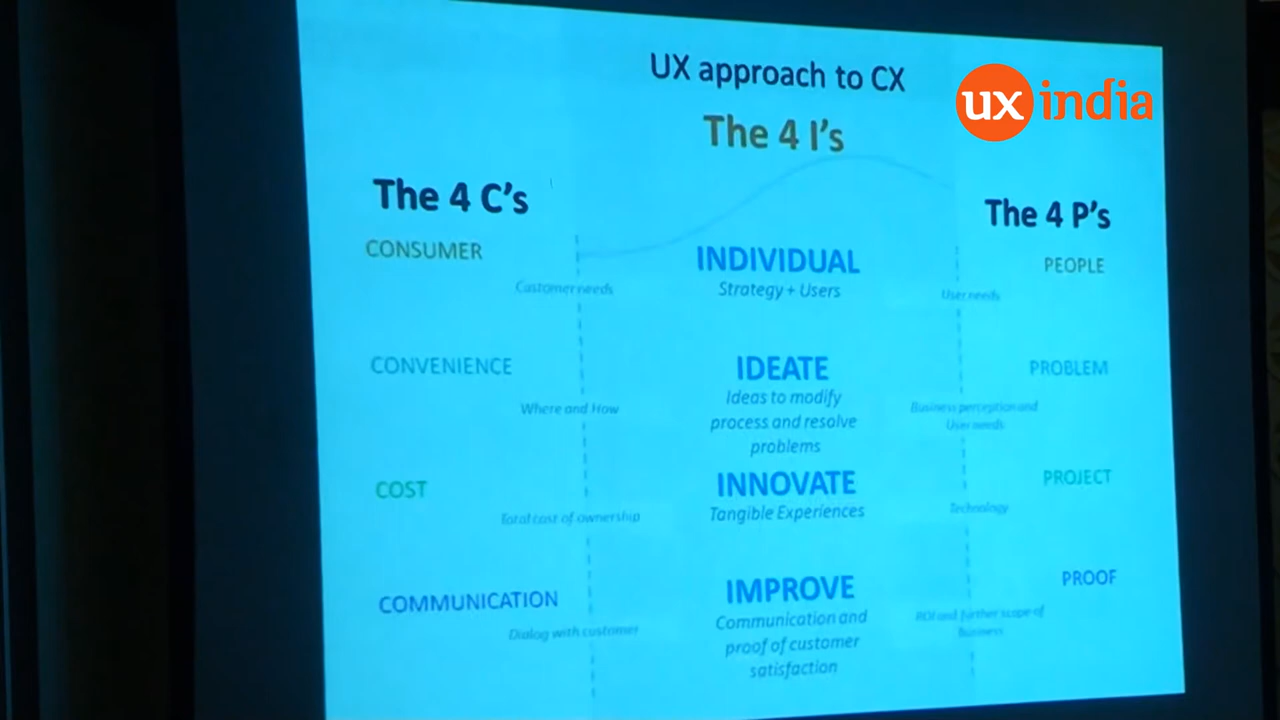 UX approach to CX
ux india
The 4 I's
The 4 C's
The 4 P's
CONSUMER
INDIVIDUAL
PEOPLE
Customer needs
Strategy + Users
User needs
CONVENIENCE
IDEATE
PROBLEM
Where and How
Ideas to modify
process and resolve
problems
Business perception and
User needs
COST
INNOVATE
PROJECT
Total cost of ownership
Tangible Experiences
Technology
COMMUNICATION
IMPROVE
PROOF
Dialog with customer
Communication and
proof of customer
satisfaction
ROI and further scope of
business